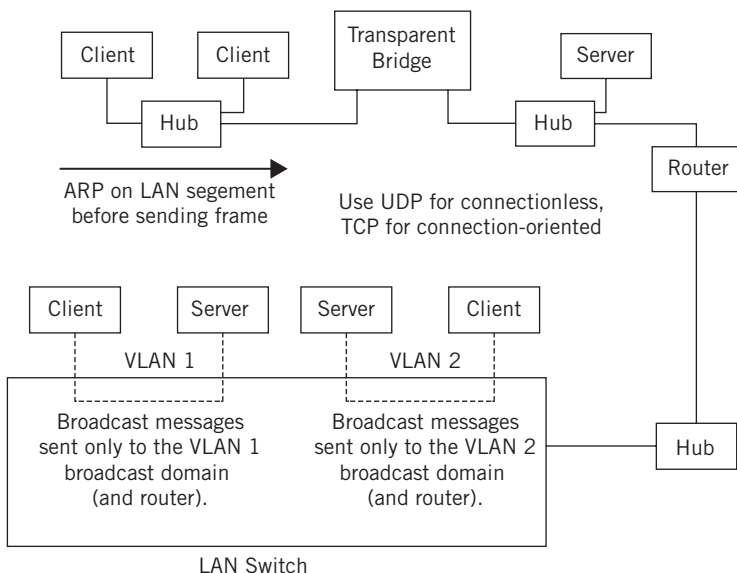 Client
Client
Transparent
Bridge
Server
Hub
Hub
Router
ARP on LAN segement
before sending frame
Use UDP for connectionless,
TCP for connection-oriented
Client
Server
Server
Client
VLAN 1
VLAN 2
Broadcast messages
sent only to the VLAN 1
broadcast domain
(and router).
Broadcast messages
sent only to the VLAN 2
broadcast domain
(and router).
Hub
LAN Switch